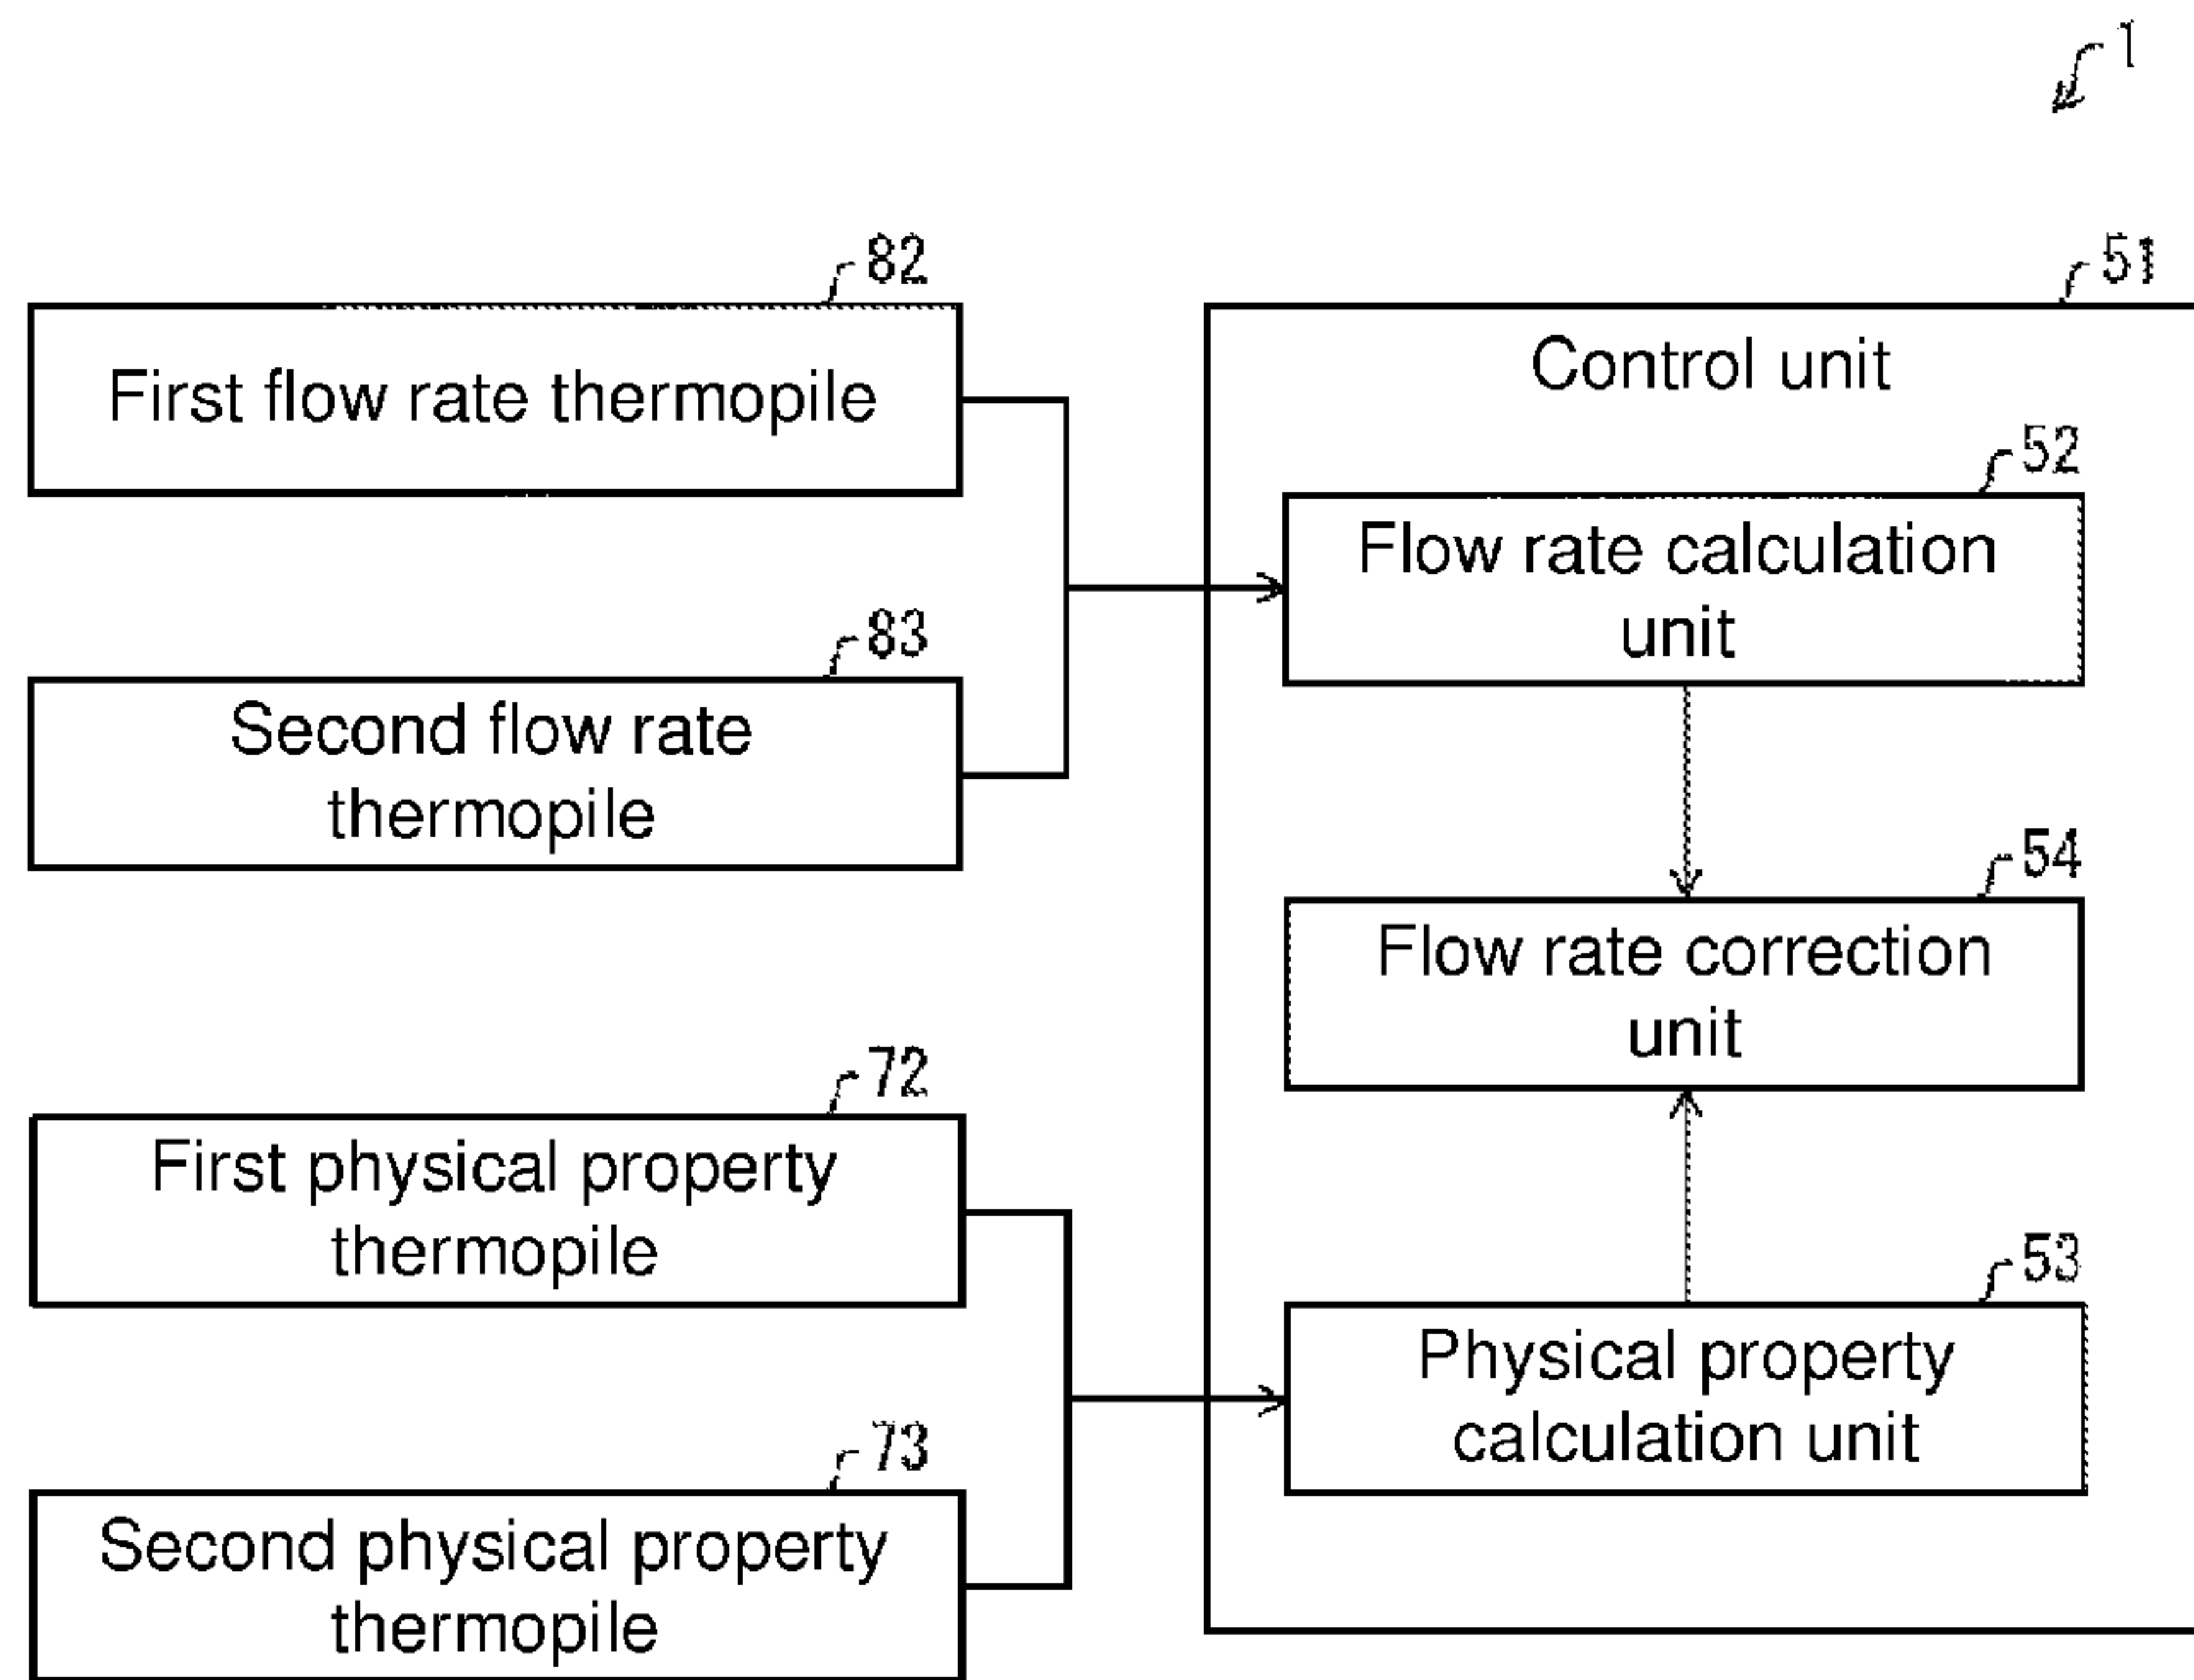 1
82
First flow rate thermopile
83
Second flow rate
thermopile
72
First physical property
thermopile
73
Second physical property
thermopile
51
Control unit
52
Flow rate calculation
unit
54
Flow rate correction
unit
53
Physical property
calculation unit